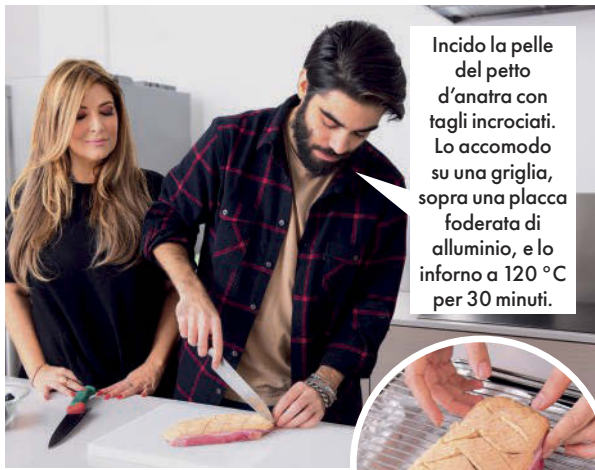 Incido la pelle
del petto
d’anatra con
tagli incrociati.
Lo accomodo
su una griglia,
sopra una placca
foderata di
alluminio, e lo
inforno a 120 °C
per 30 minuti.